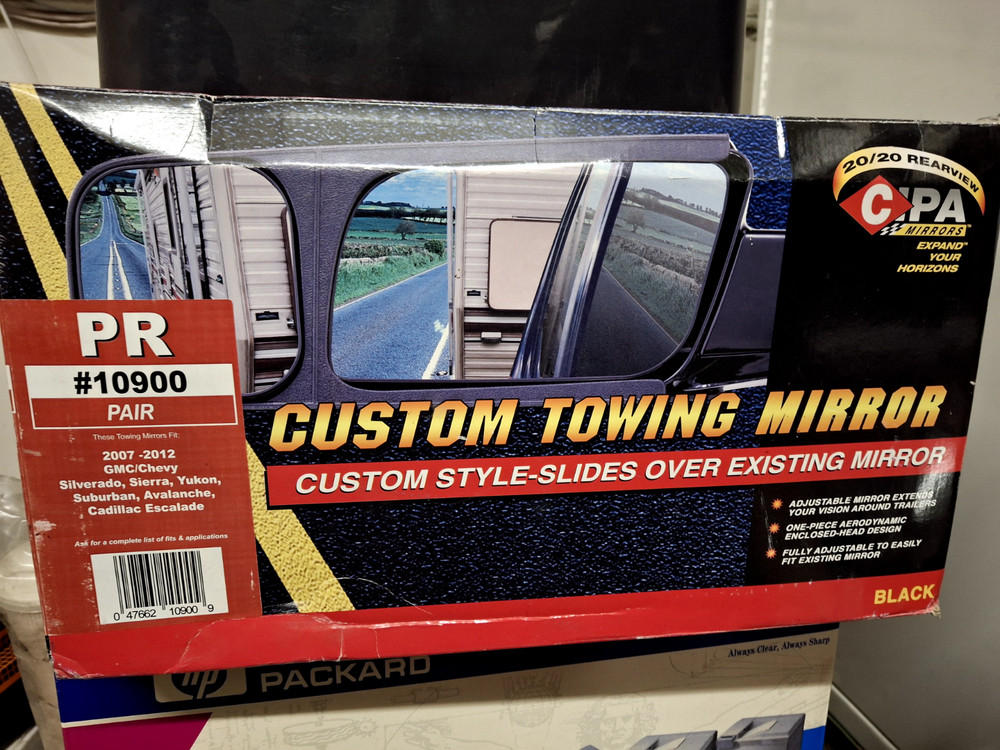 20/20 REARVIEW
CIPA
MIRRORS™
EXPAND™
YOUR
HORIZONS
PR
#10900
PAIR
These Towing Mirrors Fit:
2007 -2012
GMC/Chevy
Silverado, Sierra, Yukon,
Suburban, Avalanche,
Cadillac Escalade
Ask for a complete list of fits & applications
0 47662 10900 9
CUSTOM TOWING MIRROR
CUSTOM STYLE-SLIDES OVER EXISTING MIRROR
ADJUSTABLE MIRROR EXTENDS
YOUR VISION AROUND TRAILERS
ONE-PIECE AERODYNAMIC
ENCLOSED-HEAD DESIGN
FULLY ADJUSTABLE TO EASILY
FIT EXISTING MIRROR
BLACK
hp
PACKARD
Always Clear, Always Sharp